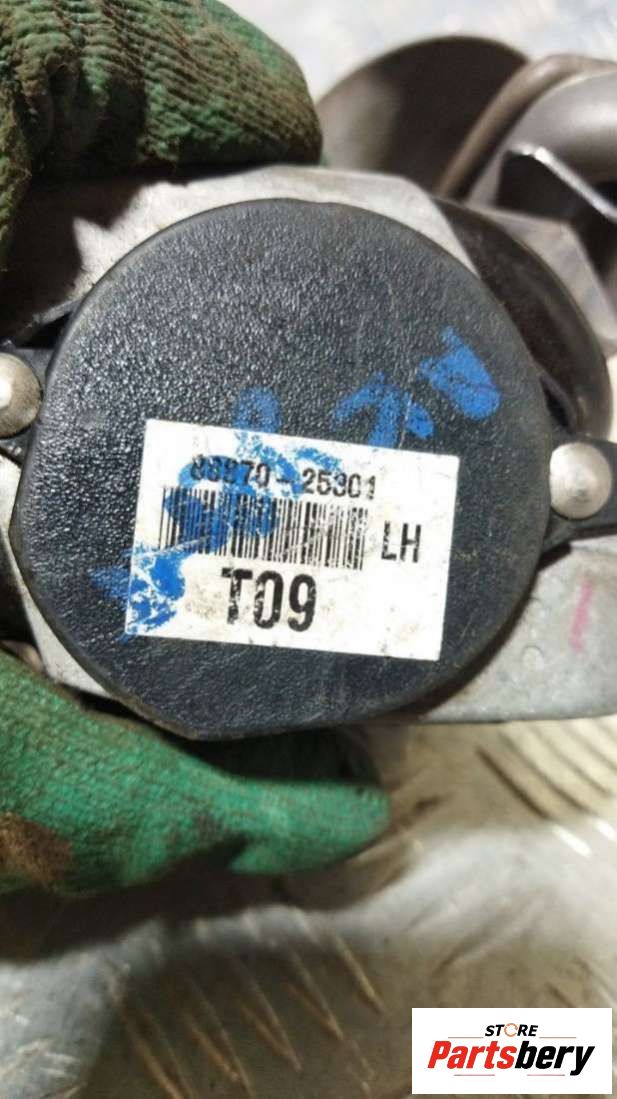 88870-25301
LH
T09
STORE
Partsbery